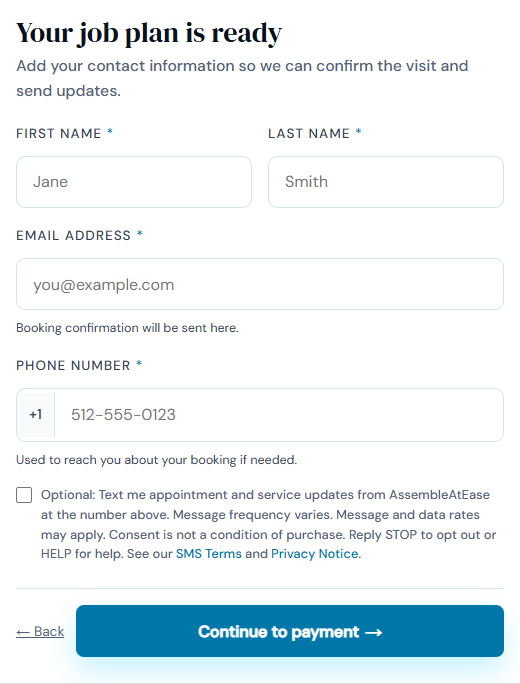 Your job plan is ready
Add your contact information so we can confirm the visit and
send updates.
FIRST NAME *
LAST NAME *
Jane
Smith
EMAIL ADDRESS *
you@example.com
Booking confirmation will be sent here.
PHONE NUMBER *
+1
512-555-0123
Used to reach you about your booking if needed.
Optional: Text me appointment and service updates from AssembleAtEase
at the number above. Message frequency varies. Message and data rates
may apply. Consent is not a condition of purchase. Reply STOP to opt out or
HELP for help. See our SMS Terms and Privacy Notice.
← Back
Continue to payment →